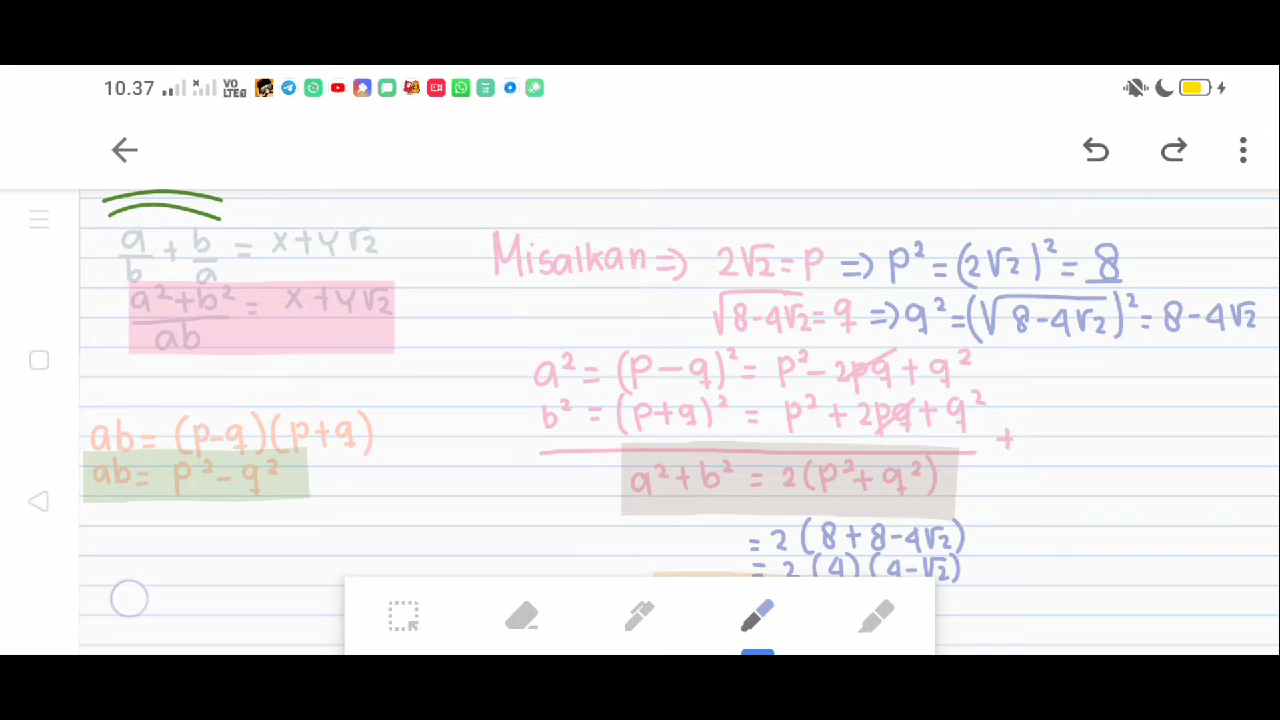 10.37 VO LTE
a/b + b/a = x+y√2
(a²+b²)/ab = x+y√2
ab= (p-q)(p+q)
ab= p²-q²
Misalkan => 2√2 = p => p² = (2√2)² = 8
√(8-4√2) = q => q² = (√(8-4√2))² = 8-4√2
a² = (p-q)² = p² - 2pq + q²
b² = (p+q)² = p² + 2pq + q² +
a²+b² = 2(p²+q²)
= 2(8+8-4√2)
= 2(4)(4-√2)